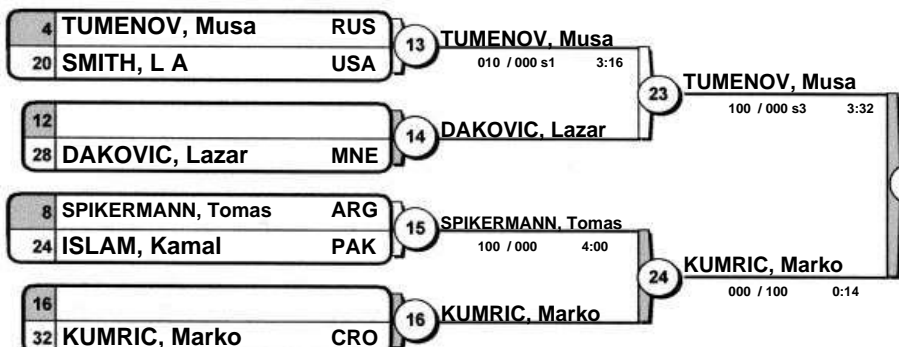 4 TUMENOV, Musa RUS
20 SMITH, L A USA
13
TUMENOV, Musa
010 / 000 s1 3:16
12
28 DAKOVIC, Lazar MNE
14
DAKOVIC, Lazar
23
TUMENOV, Musa
100 / 000 s3 3:32
8 SPIKERMANN, Tomas ARG
24 ISLAM, Kamal PAK
15
SPIKERMANN, Tomas
100 / 000 4:00
16
32 KUMRIC, Marko CRO
16
KUMRIC, Marko
24
KUMRIC, Marko
000 / 100 0:14